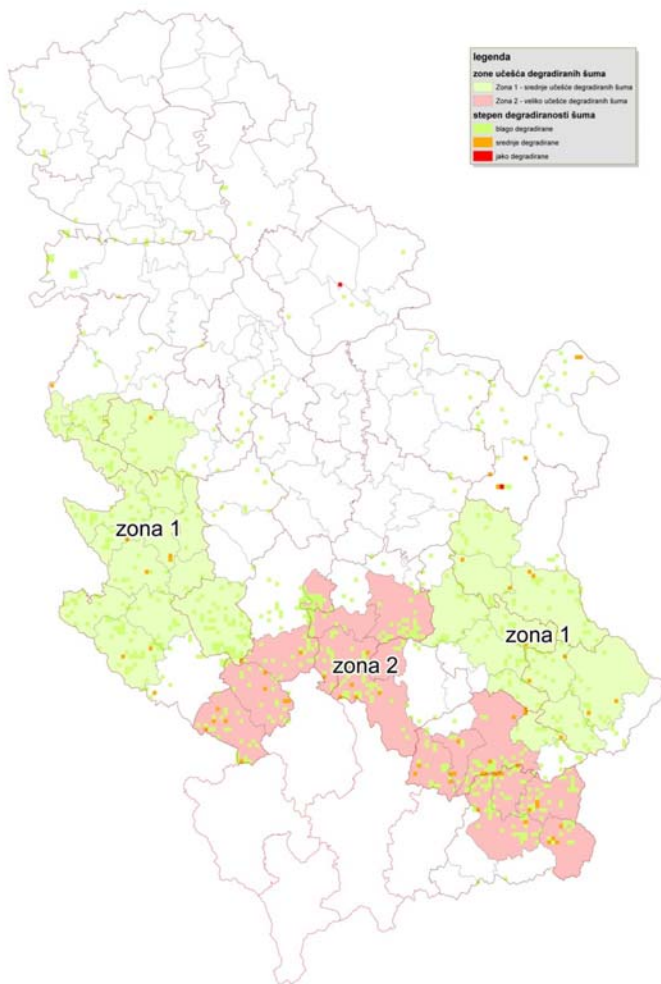 legenda
zone učešća degradiranih šuma
Zona 1 - srednje učešće degradiranih šuma
Zona 2 - veliko učešće degradiranih šuma
stepen degradiranosti šuma
blago degradirane
srednje degradirane
jako degradirane
zona 1
zona 1
zona 2